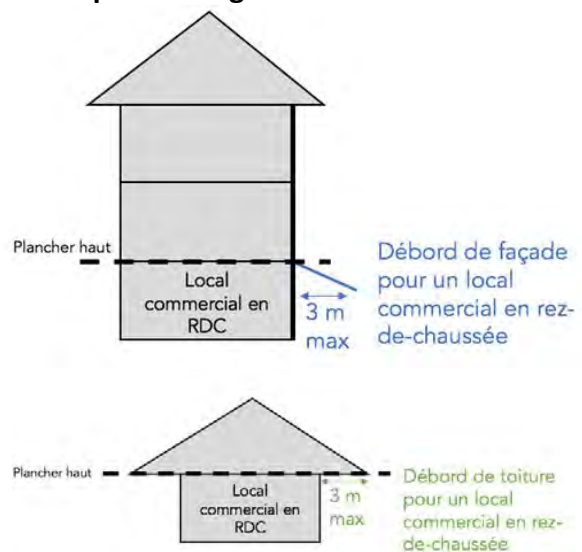 Plancher haut
Local
commercial en
RDC
3 m
max
Débord de façade
pour un local
commercial en rez-
de-chaussée
Plancher haut
Local
commercial en
RDC
3 m
max
Débord de toiture
pour un local
commercial en rez-
de-chaussée